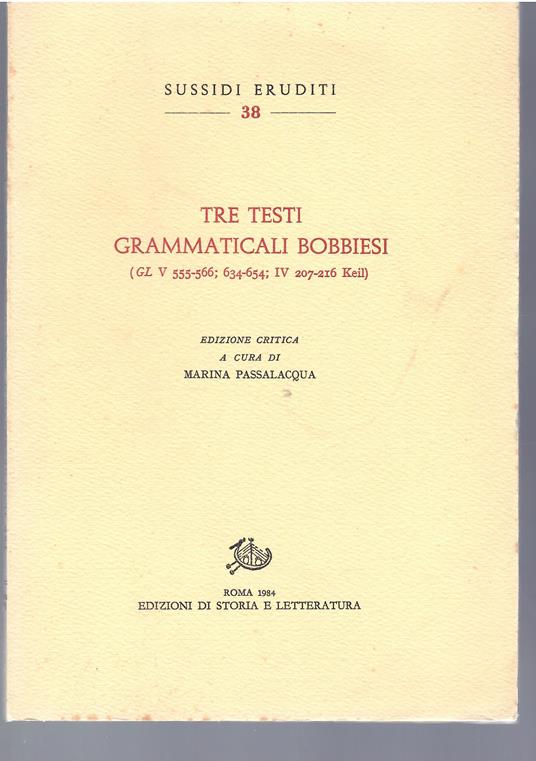 SUSSIDI ERUDITI
38
TRE TESTI
GRAMMATICALI BOBBIESI
(GL V 555-566; 634-654; IV 207-216 Keil)
EDIZIONE CRITICA
A CURA DI
MARINA PASSALACQUA
ROMA 1984
EDIZIONI DI STORIA E LETTERATURA